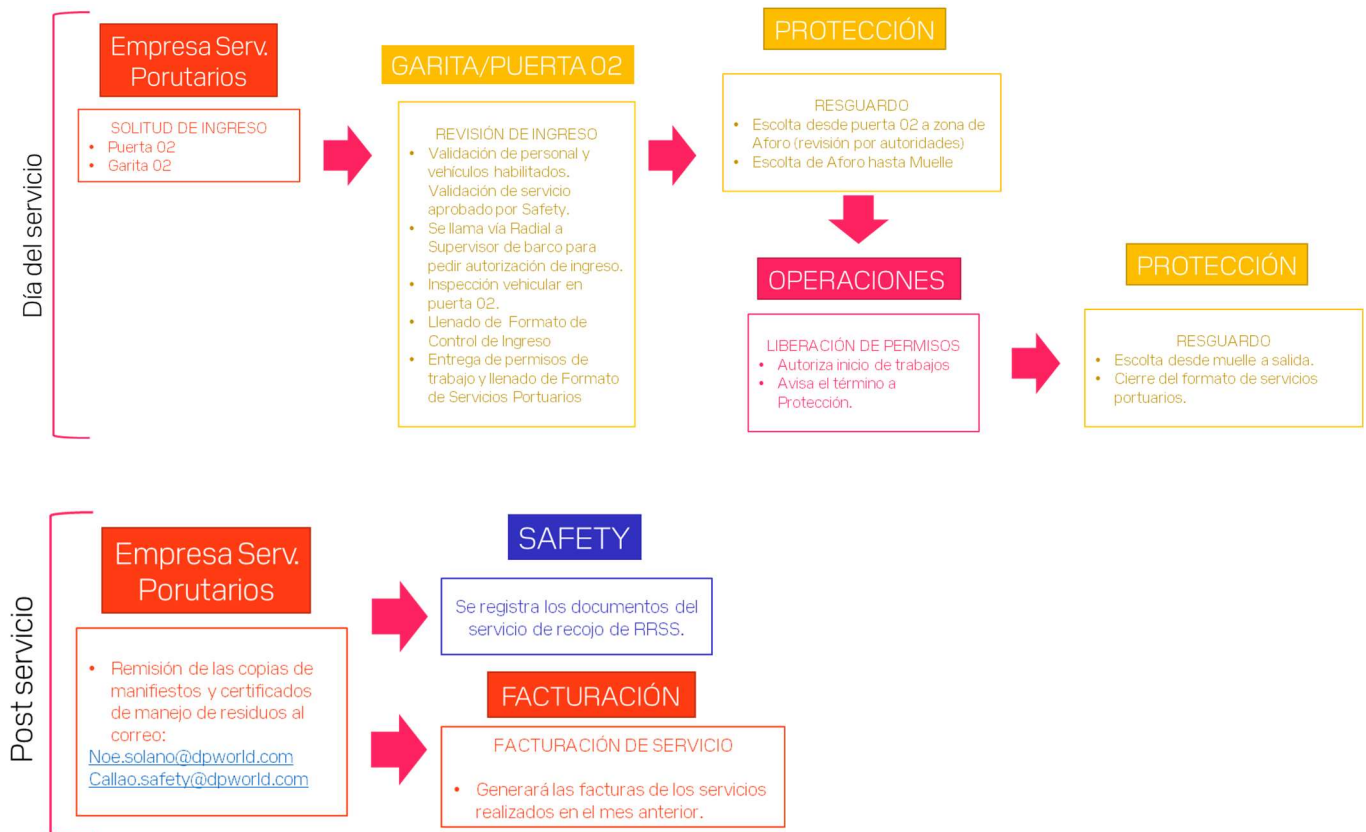 Día del servicio
Empresa Serv.
Porutarios
SOLITUD DE INGRESO
• Puerta 02
• Garita 02
GARITA/PUERTA 02
REVISIÓN DE INGRESO
• Validación de personal y
vehículos habilitados.
Validación de servicio
aprobado por Safety.
• Se llama vía Radial a
Supervisor de barco para
pedir autorización de ingreso.
• Inspección vehicular en
puerta 02.
• Llenado de Formato de
Control de Ingreso
• Entrega de permisos de
trabajo y llenado de Formato
de Servicios Portuarios
PROTECCIÓN
RESGUARDO
• Escolta desde puerta 02 a zona de
Aforo (revisión por autoridades)
• Escolta de Aforo hasta Muelle
OPERACIONES
LIBERACIÓN DE PERMISOS
• Autoriza inicio de trabajos
• Avisa el término a
Protección.
PROTECCIÓN
RESGUARDO
• Escolta desde muelle a salida.
• Cierre del formato de servicios
portuarios.
Post servicio
Empresa Serv.
Porutarios
• Remisión de las copias de
manifiestos y certificados
de manejo de residuos al
correo:
Noe.solano@dpworld.com
Callao.safety@dpworld.com
SAFETY
Se registra los documentos del
servicio de recojo de RRSS.
FACTURACIÓN
FACTURACIÓN DE SERVICIO
• Generará las facturas de los servicios
realizados en el mes anterior.